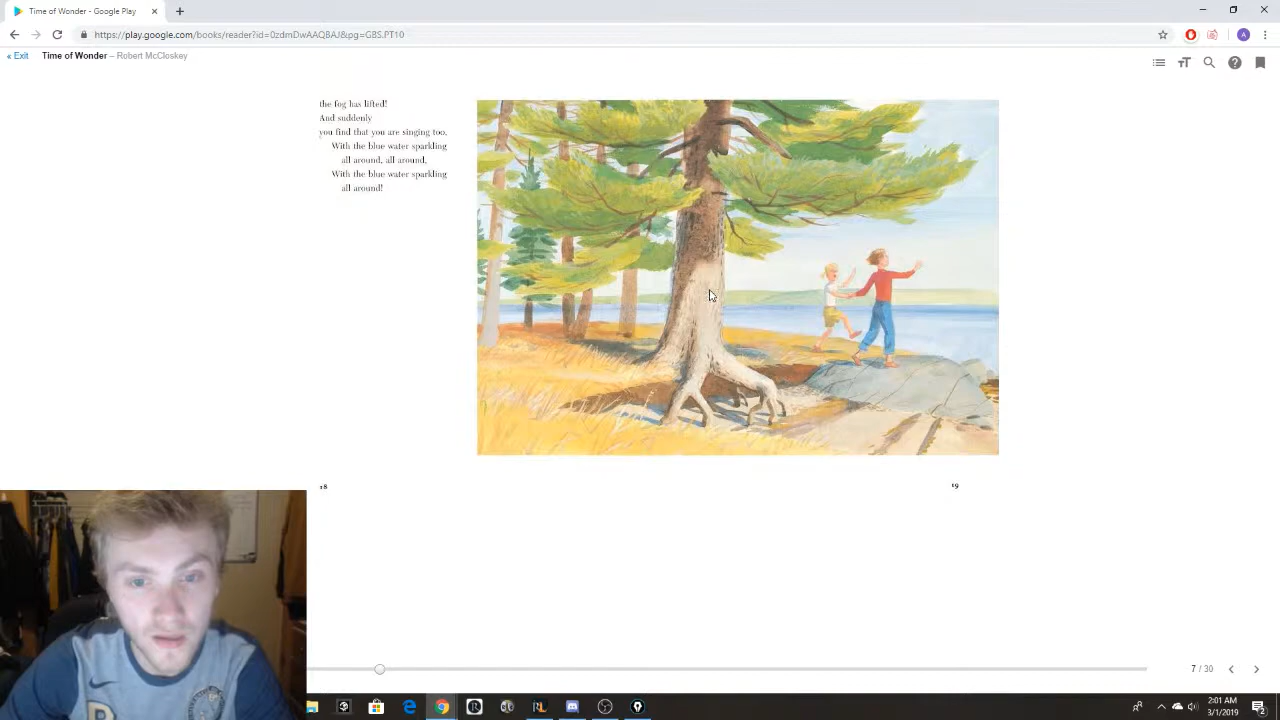 Time of Wonder - Google Play
https://play.google.com/books/reader?id=0zdmDwAAQBAJ&pg=GBS.PT10
A
« Exit
Time of Wonder – Robert McCloskey
the fog has lifted!
And suddenly
you find that you are singing too,
With the blue water sparkling
all around, all around,
With the blue water sparkling
all around!
18
19
7 / 30
2:01 AM
3/1/2019